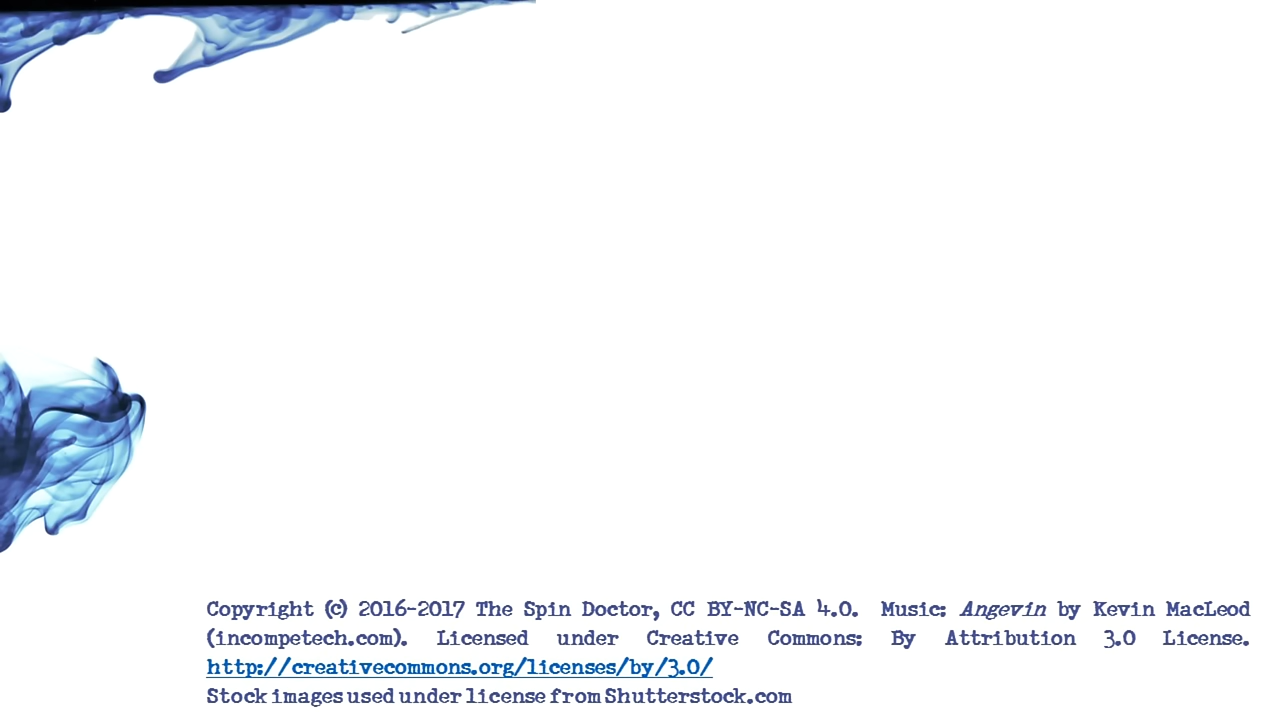 Copyright (c) 2016-2017 The Spin Doctor, CC BY-NC-SA 4.0. Music: Angevin by Kevin MacLeod
(incompetech.com). Licensed under Creative Commons: By Attribution 3.0 License.
http://creativecommons.org/licenses/by/3.0/
Stock images used under license from Shutterstock.com